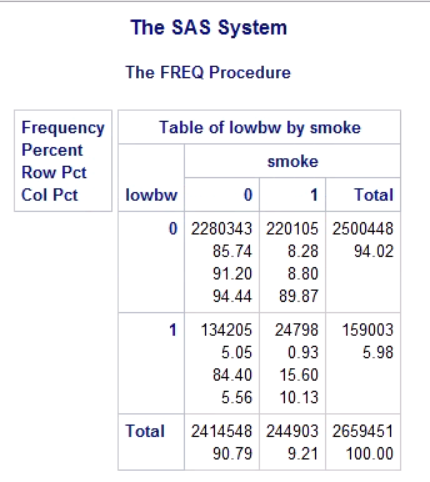 The SAS System
The FREQ Procedure
Frequency
Percent
Row Pct
Col Pct
Table of lowbw by smoke
smoke
lowbw 0 1 Total
0 2280343 220105 2500448
85.74 8.28 94.02
91.20 8.80
94.44 89.87
1 134205 24798 159003
5.05 0.93 5.98
84.40 15.60
5.56 10.13
Total 2414548 244903 2659451
90.79 9.21 100.00